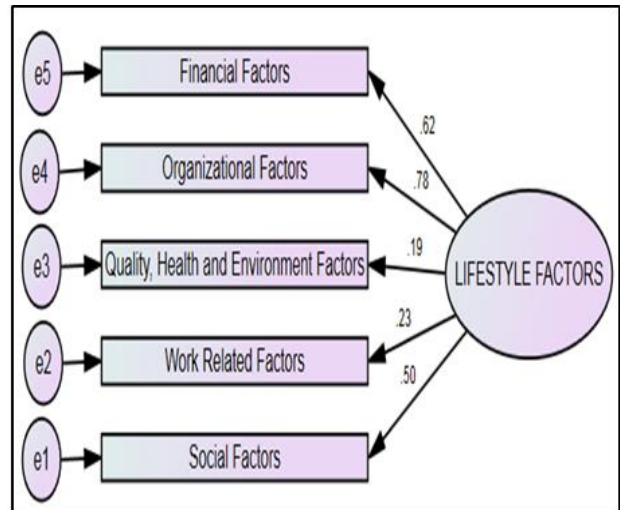 e5
Financial Factors
.62
e4
Organizational Factors
.78
e3
Quality, Health and Environment Factors
.19
LIFESTYLE FACTORS
e2
Work Related Factors
.23
e1
Social Factors
.50